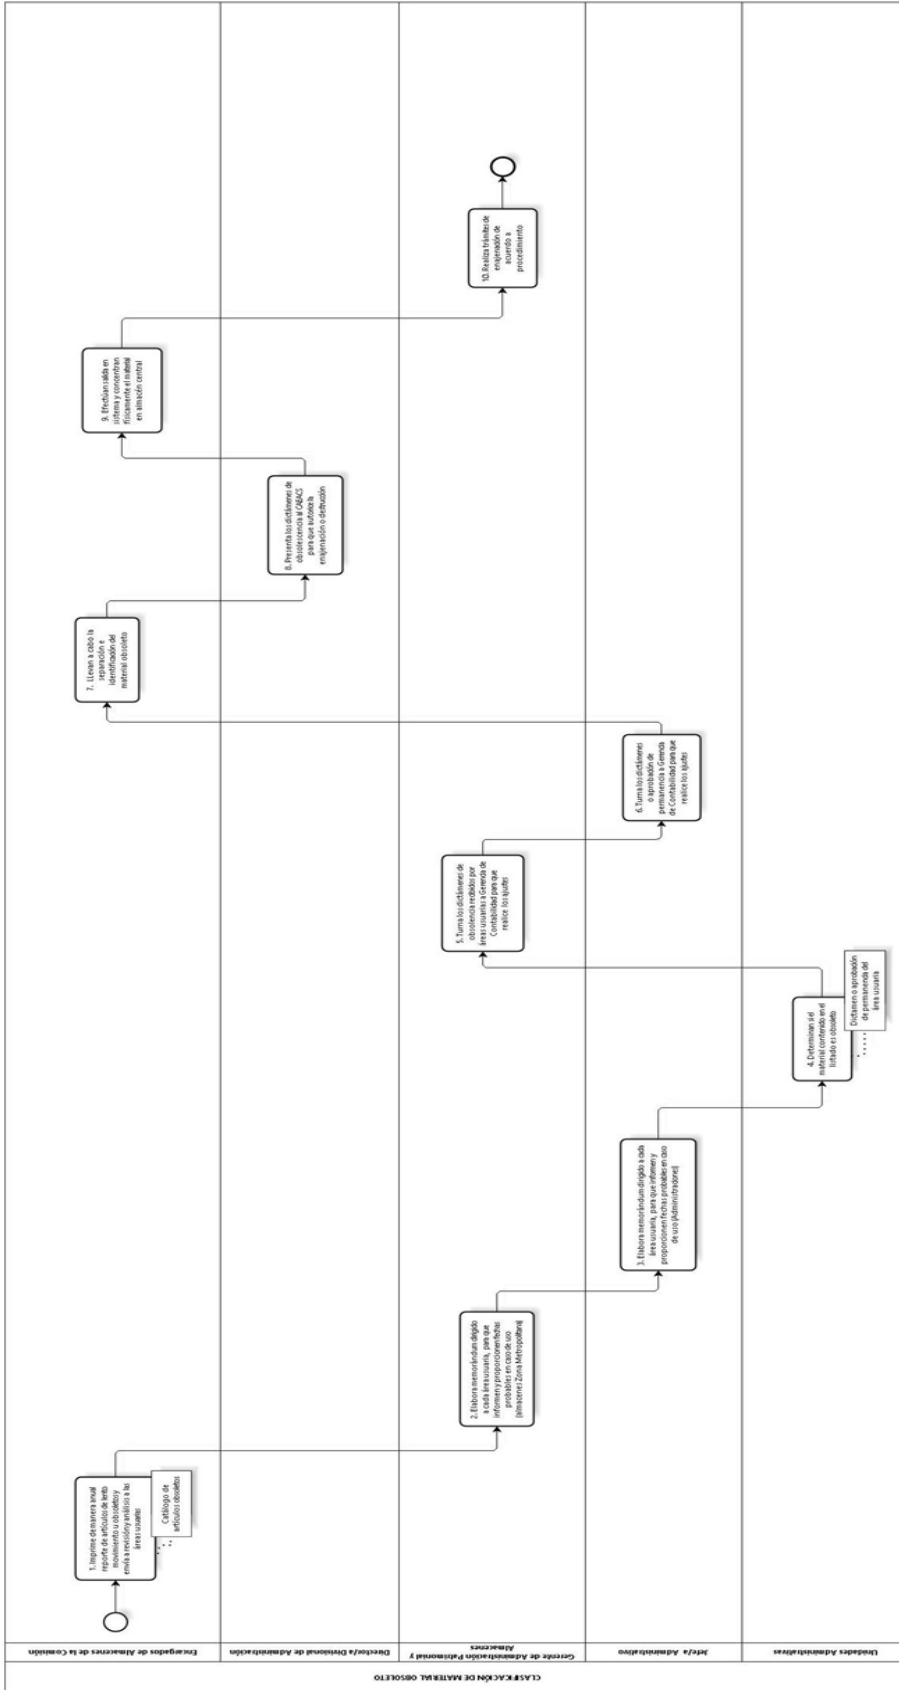 CLASIFICACIÓN DE MATERIAL OBSOLETO
Encargados de Almacenes de la Comisión
Director/a Divisional de Administración
Gerente de Administración Patrimonial y
Almacenes
Jefe/a Administrativo
Unidades Administrativas
1. Imprime de manera anual
reporte de artículos de lento
movimiento u obsoletos y
envía a revisión y análisis a las
áreas usuarias
Catálogo de
artículos obsoletos
2. Elabora memorándum dirigido
a cada área usuaria, para que
informen y proporcionen fechas
probables en caso de uso
(almacenes Zona Metropolitana)
3. Elabora memorándum dirigido a cada
área usuaria, para que informen y
proporcionen fechas probables en caso
de uso (Administradores)
4. Determinan si el
material contenido en el
listado es obsoleto
Dictamen o aprobación
de permanencia del
área usuaria
5. Turna los dictámenes de
obsolencia recibidos por
áreas usuarias a Gerencia de
Contabilidad para que
realice los ajustes
6. Turna los dictámenes
o aprobación de
permanencia a Gerencia
de Contabilidad para que
realice los ajustes
7. LLevan a cabo la
separación e
identificación del
material obsoleto
8. Presenta los dictámenes de
obsolescencia al CAEACS
para que autorice la
enajenación o destrucción
9. Efectúan salida en
sistema y concentran
físicamente el material
en almacén central
10. Realiza trámites de
enajenación de
acuerdo a
procedimiento